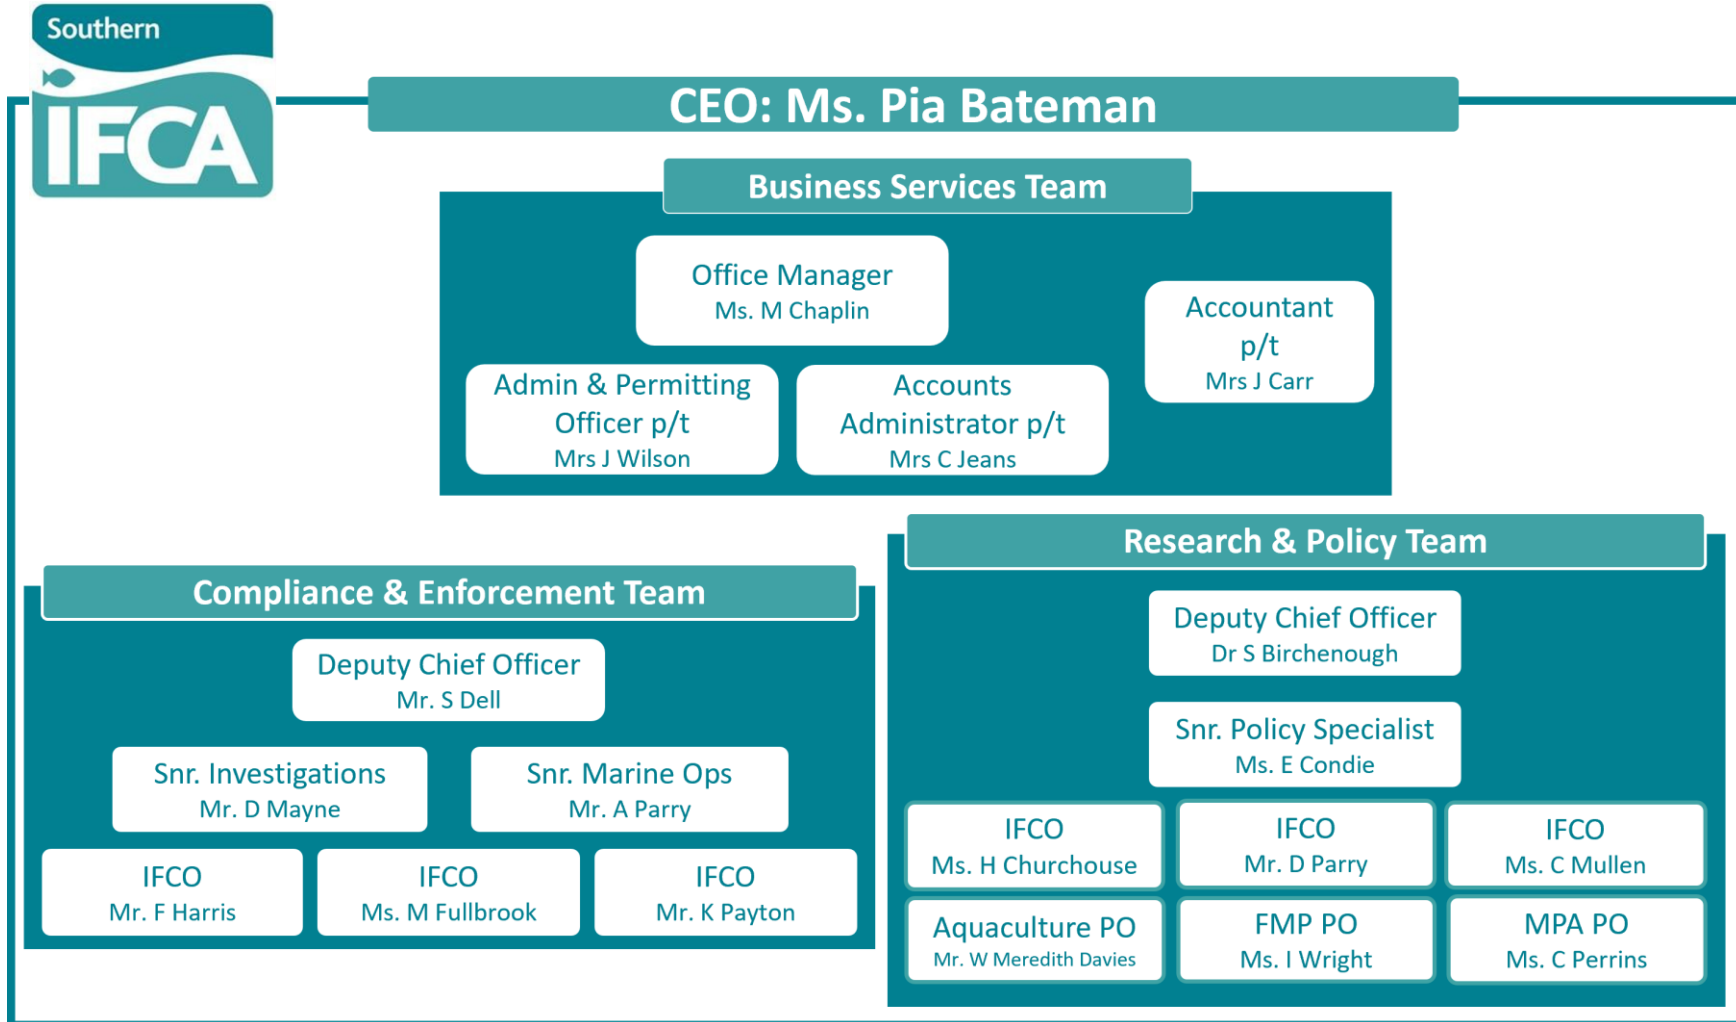 Southern
IFCA
CEO: Ms. Pia Bateman
Business Services Team
Office Manager
Ms. M Chaplin
Accountant
p/t
Mrs J Carr
Admin & Permitting
Officer p/t
Mrs J Wilson
Accounts
Administrator p/t
Mrs C Jeans
Compliance & Enforcement Team
Deputy Chief Officer
Mr. S Dell
Snr. Investigations
Mr. D Mayne
Snr. Marine Ops
Mr. A Parry
IFCO
Mr. F Harris
IFCO
Ms. M Fullbrook
IFCO
Mr. K Payton
Research & Policy Team
Deputy Chief Officer
Dr S Birchenough
Snr. Policy Specialist
Ms. E Condie
IFCO
Ms. H Churchouse
IFCO
Mr. D Parry
IFCO
Ms. C Mullen
Aquaculture PO
Mr. W Meredith Davies
FMP PO
Ms. I Wright
MPA PO
Ms. C Perrins